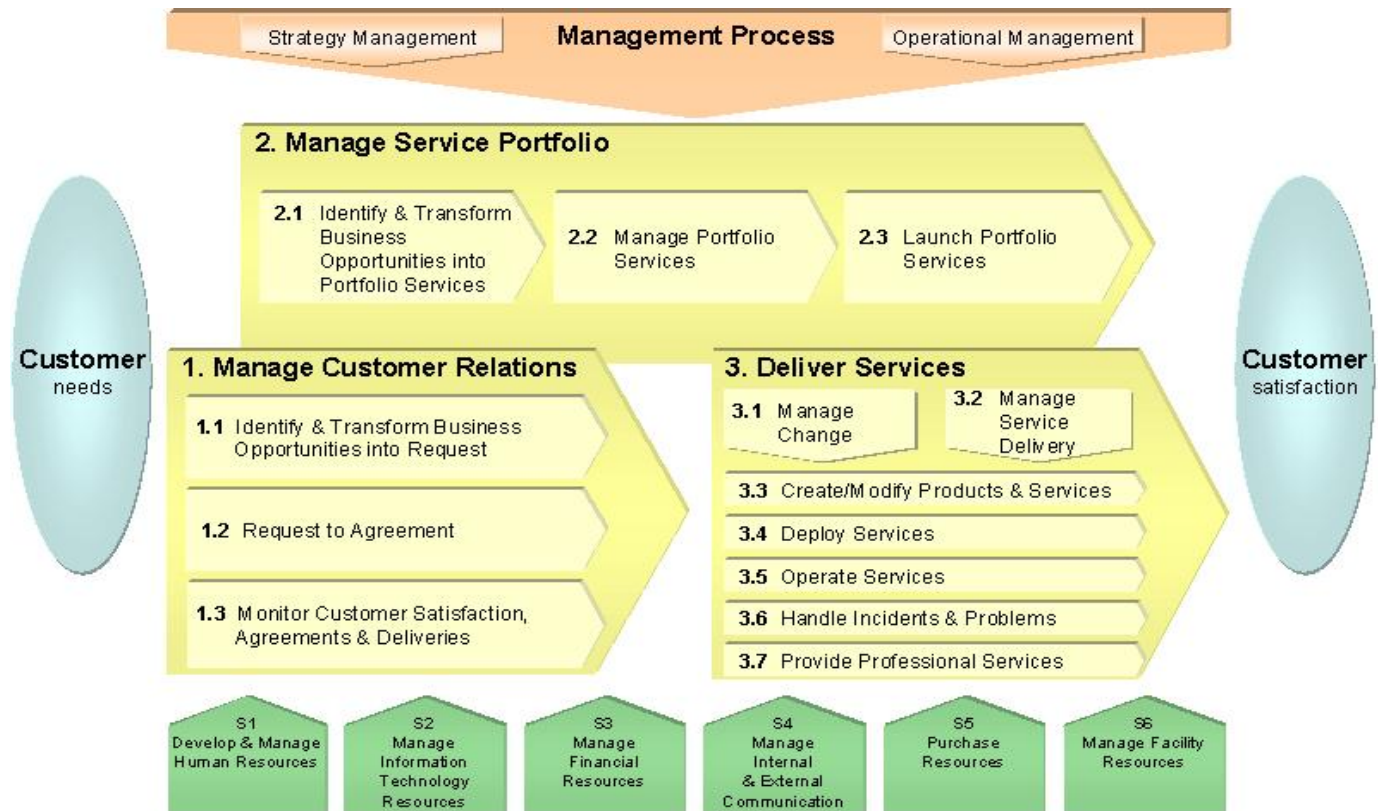 Strategy Management
Management Process
Operational Management
2. Manage Service Portfolio
2.1 Identify & Transform
Business
Opportunities into
Portfolio Services
2.2 Manage Portfolio
Services
2.3 Launch Portfolio
Services
Customer
needs
1. Manage Customer Relations
1.1 Identify & Transform Business
Opportunities into Request
1.2 Request to Agreement
1.3 Monitor Customer Satisfaction,
Agreements & Deliveries
3. Deliver Services
3.1 Manage
Change
3.2 Manage
Service
Delivery
3.3 Create/Modify Products & Services
3.4 Deploy Services
3.5 Operate Services
3.6 Handle Incidents & Problems
3.7 Provide Professional Services
Customer
satisfaction
S1
Develop & Manage
Human Resources
S2
Manage
Information
Technology
Resources
S3
Manage
Financial
Resources
S4
Manage
Internal
& External
Communication
S5
Purchase
Resources
S6
Manage Facility
Resources